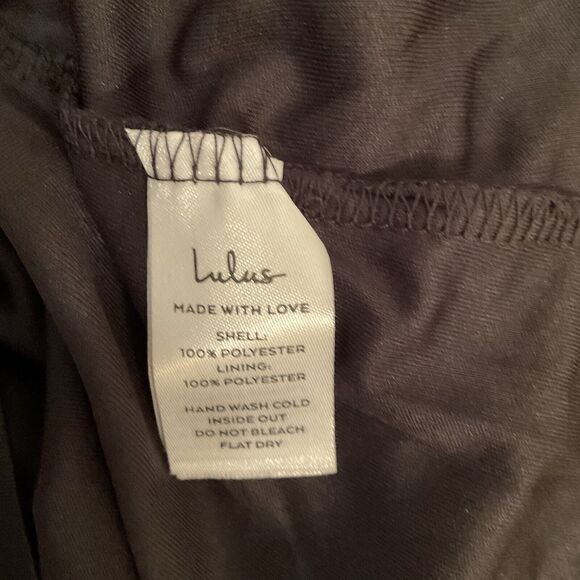 Lulus
MADE WITH LOVE
SHELL:
100% POLYESTER
LINING:
100% POLYESTER
HAND WASH COLD
INSIDE OUT
DO NOT BLEACH
FLAT DRY